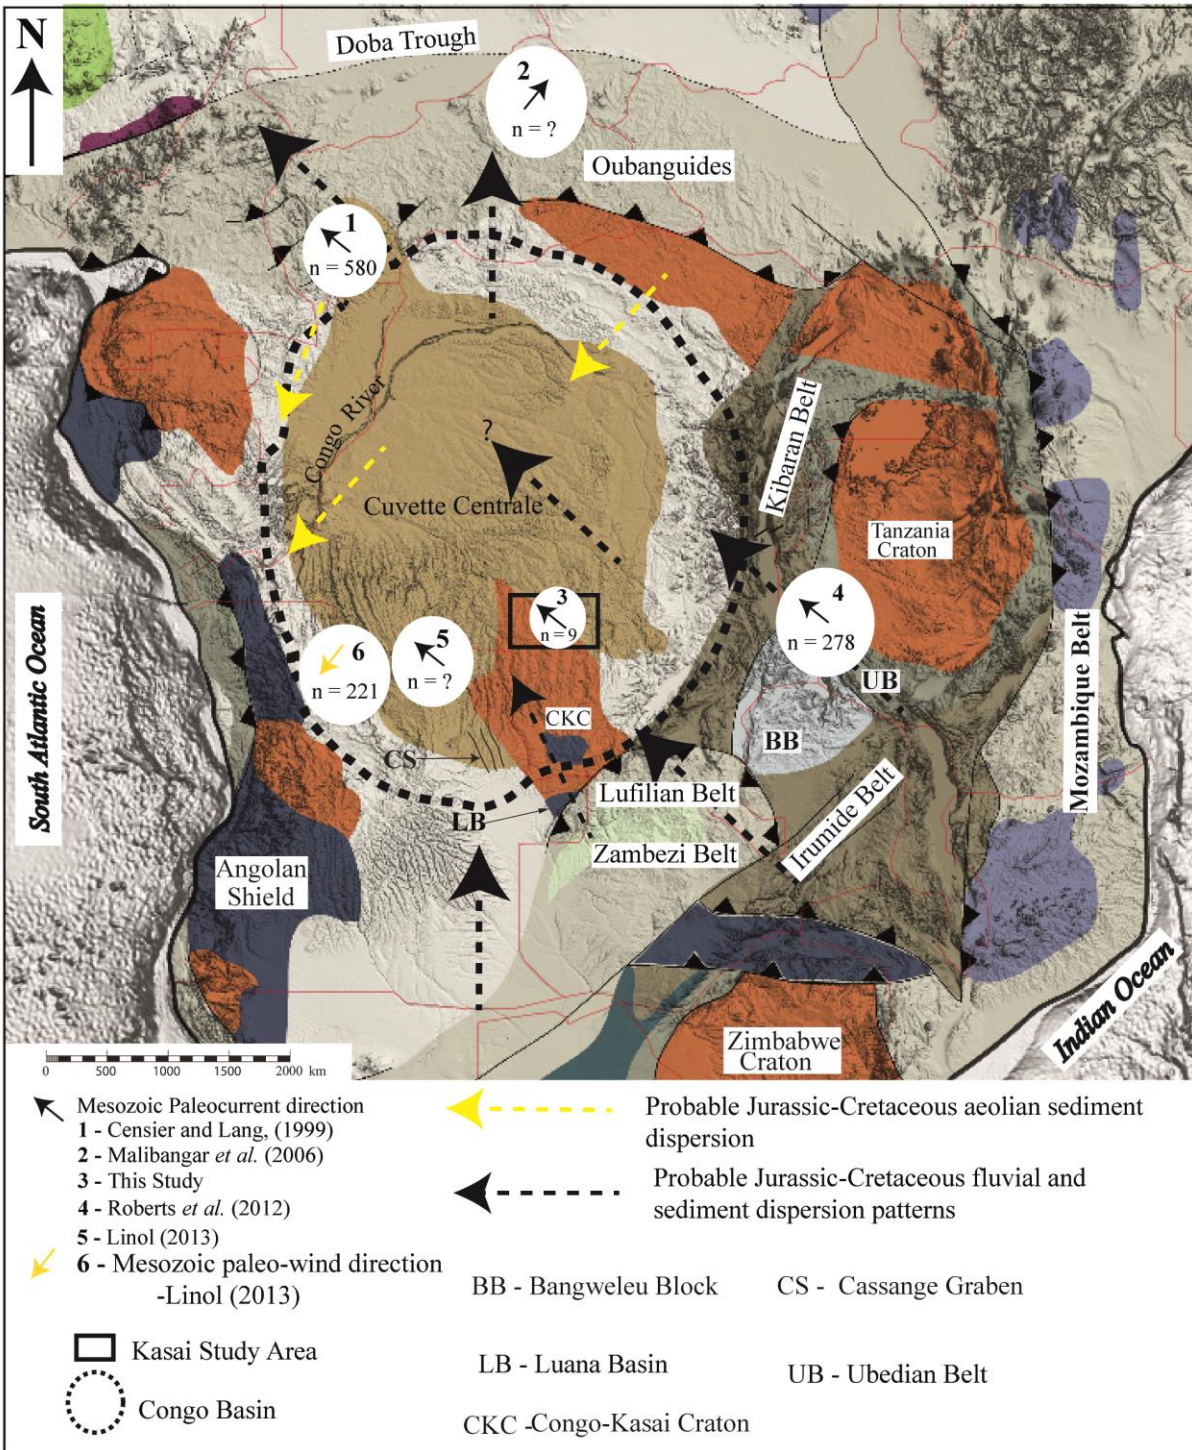 N
Doba Trough
2
n = ?
Oubanguides
1
n = 580
Congo River
Kibaran Belt
?
Cuvette Centrale
Tanzania
Craton
3
n = 9
4
n = 278
5
n = ?
6
n = 221
UB
CKC
BB
CS
Mozambique Belt
South Atlantic Ocean
Lufilian Belt
LB
Irumide Belt
Zambezi Belt
Angolan
Shield
Indian Ocean
Zimbabwe
Craton
0 500 1000 1500 2000 km
Mesozoic Paleocurrent direction
1 - Censier and Lang, (1999)
2 - Malibangar et al. (2006)
3 - This Study
4 - Roberts et al. (2012)
5 - Linol (2013)
6 - Mesozoic paleo-wind direction
-Linol (2013)
Kasai Study Area
Congo Basin
Probable Jurassic-Cretaceous aeolian sediment
dispersion
Probable Jurassic-Cretaceous fluvial and
sediment dispersion patterns
BB - Bangweleu Block
CS - Cassange Graben
LB - Luana Basin
UB - Ubedian Belt
CKC -Congo-Kasai Craton